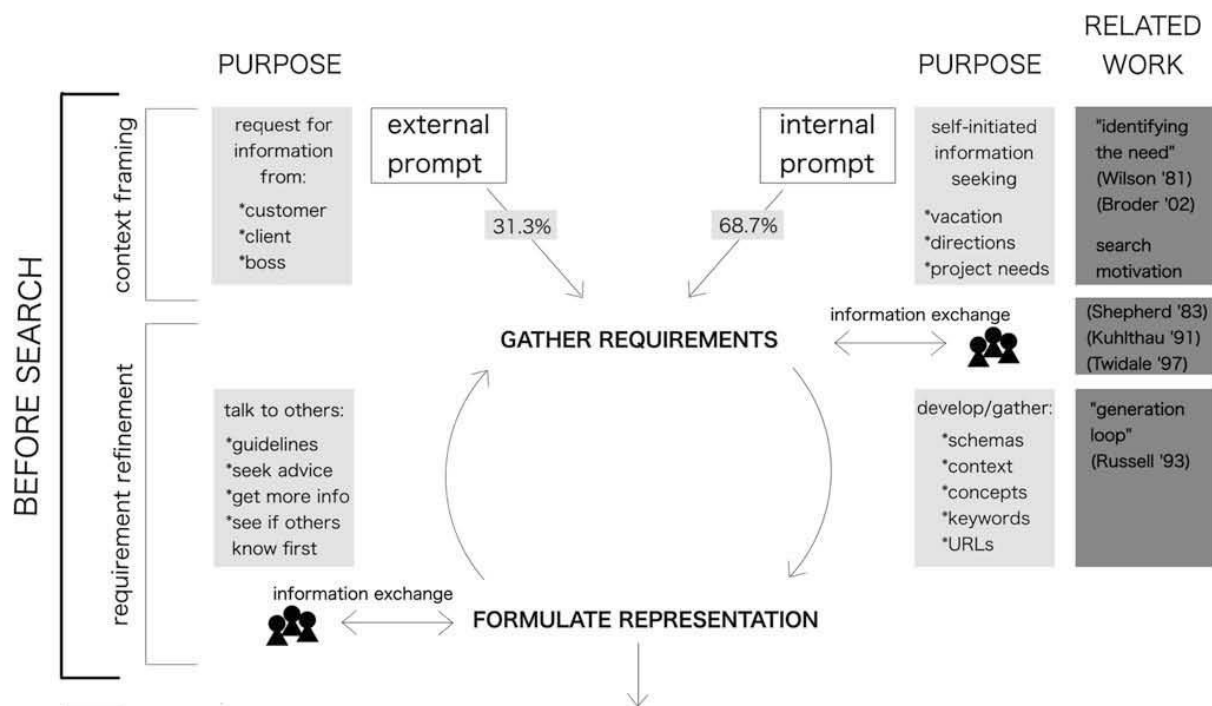 RELATED
PURPOSE
PURPOSE
WORK
BEFORE SEARCH
context framing
request for
information
from:
*customer
*client
*boss
external
prompt
31.3%
internal
prompt
68.7%
self-initiated
information
seeking
*vacation
*directions
*project needs
"identifying
the need"
(Wilson '81)
(Broder '02)
search
motivation
requirement refinement
GATHER REQUIREMENTS
information exchange
(Shepherd '83)
(Kuhlthau '91)
(Twidale '97)
talk to others:
*guidelines
*seek advice
*get more info
*see if others
know first
develop/gather:
*schemas
*context
*concepts
*keywords
*URLs
"generation
loop"
(Russell '93)
information exchange
FORMULATE REPRESENTATION